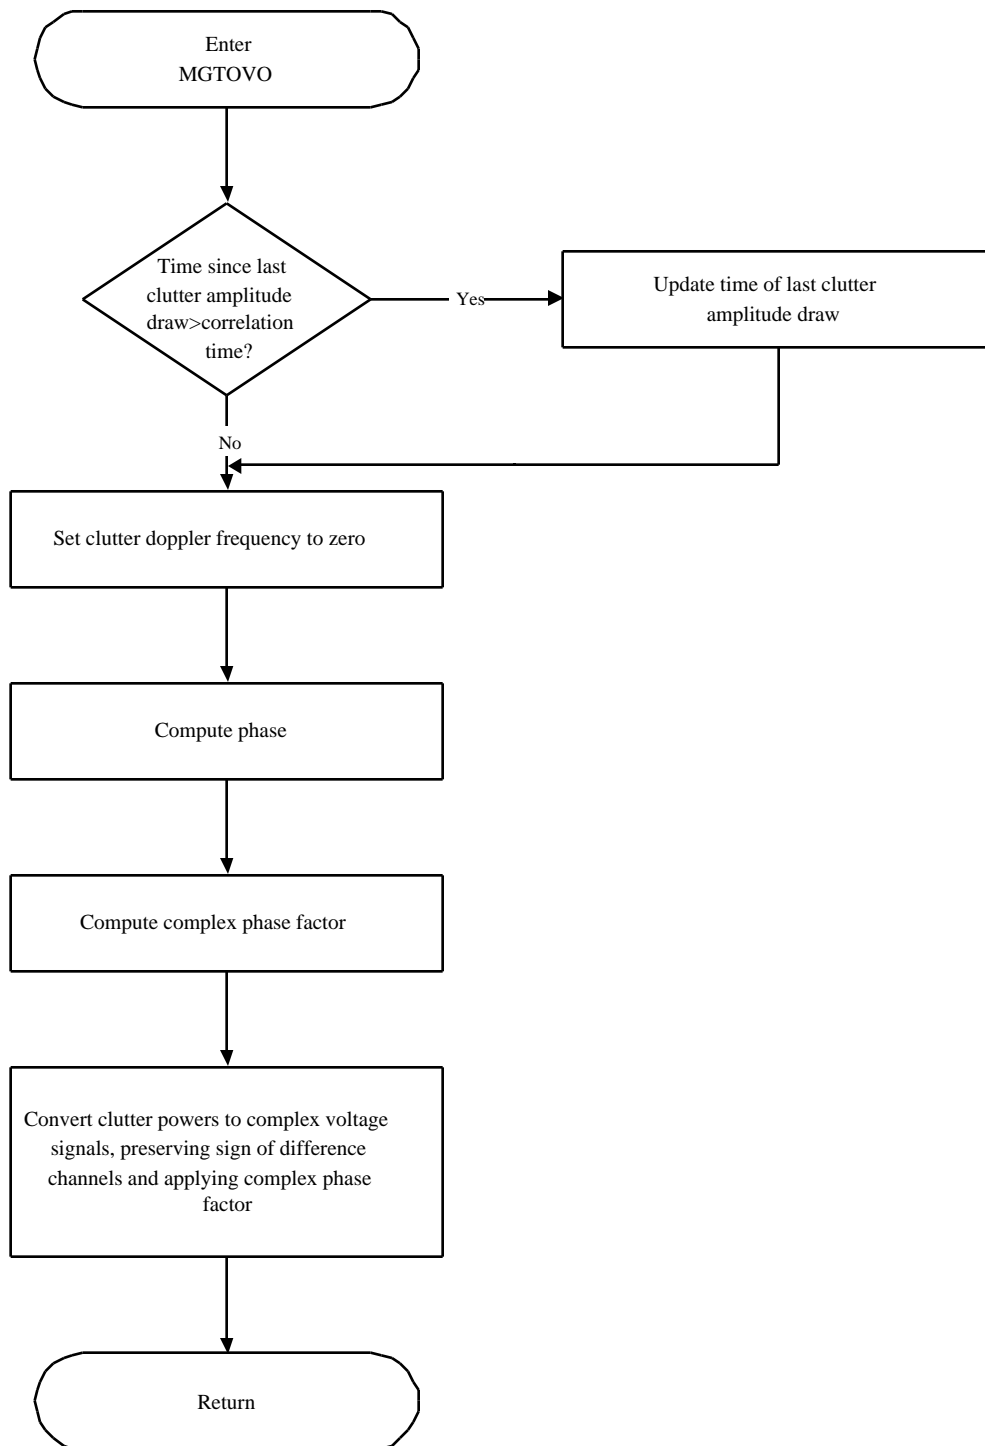 Enter
MGTOVO
Time since last
clutter amplitude
draw>correlation
time?
Yes
Update time of last clutter
amplitude draw
No
Set clutter doppler frequency to zero
Compute phase
Compute complex phase factor
Convert clutter powers to complex voltage
signals, preserving sign of difference
channels and applying complex phase
factor
Return